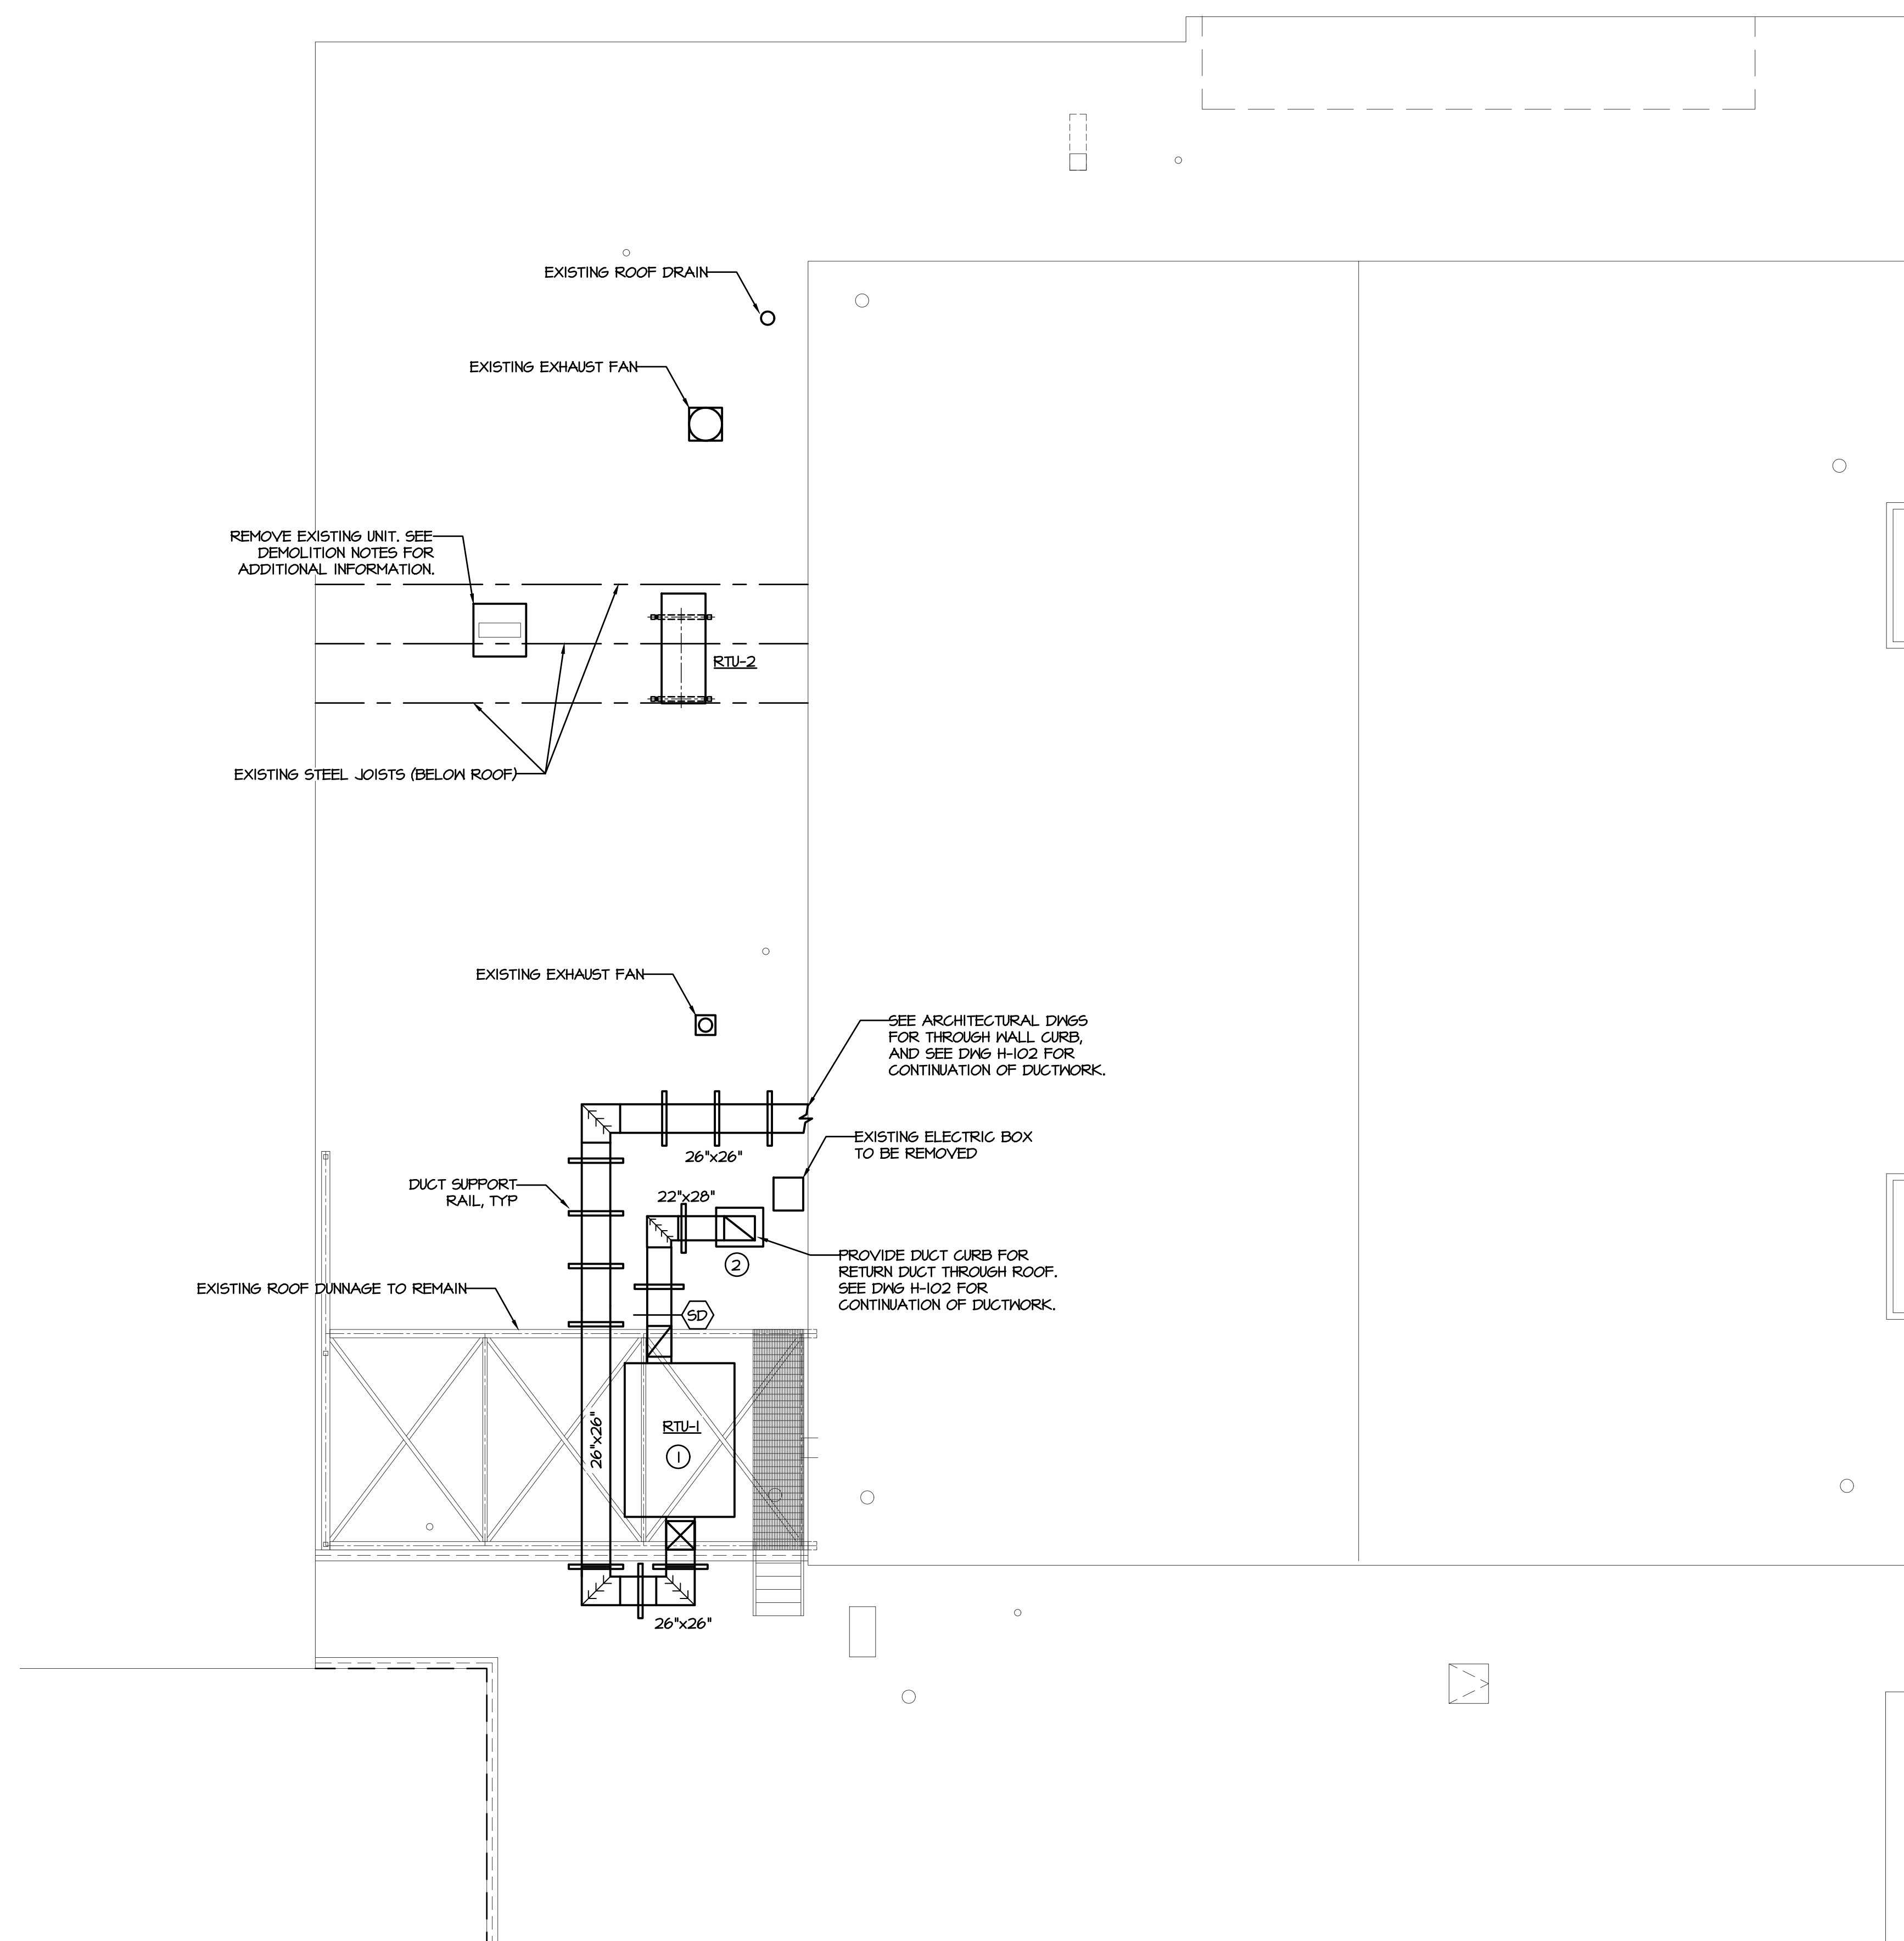 EXISTING ROOF DRAIN
EXISTING EXHAUST FAN
REMOVE EXISTING UNIT. SEE
DEMOLITION NOTES FOR
ADDITIONAL INFORMATION.
RTU-2
EXISTING STEEL JOISTS (BELOW ROOF)
EXISTING EXHAUST FAN
SEE ARCHITECTURAL DWGS
FOR THROUGH WALL CURB,
AND SEE DWG H-102 FOR
CONTINUATION OF DUCTWORK.
26"x26"
EXISTING ELECTRIC BOX
TO BE REMOVED
DUCT SUPPORT
RAIL, TYP
22"x28"
2
PROVIDE DUCT CURB FOR
RETURN DUCT THROUGH ROOF.
SEE DWG H-102 FOR
CONTINUATION OF DUCTWORK.
EXISTING ROOF DUNNAGE TO REMAIN
SD
26"x26"
RTU-1
1
26"x26"